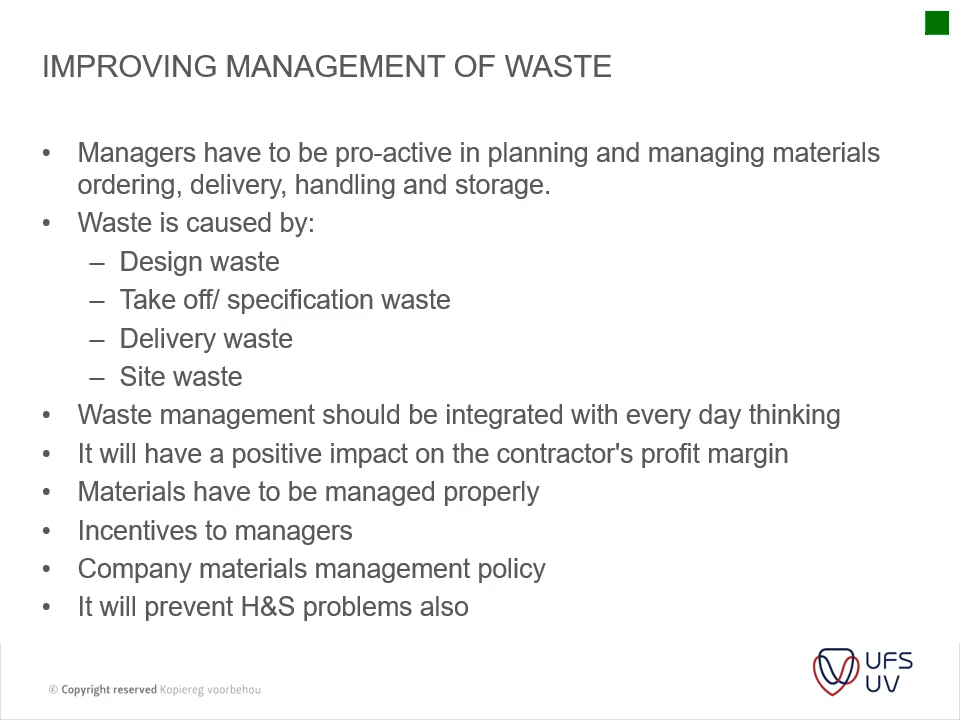 IMPROVING MANAGEMENT OF WASTE
• Managers have to be pro-active in planning and managing materials
ordering, delivery, handling and storage.
• Waste is caused by:
– Design waste
– Take off/ specification waste
– Delivery waste
– Site waste
• Waste management should be integrated with every day thinking
• It will have a positive impact on the contractor's profit margin
• Materials have to be managed properly
• Incentives to managers
• Company materials management policy
• It will prevent H&S problems also
© Copyright reserved Kopiereg voorbehou
UFS
UV